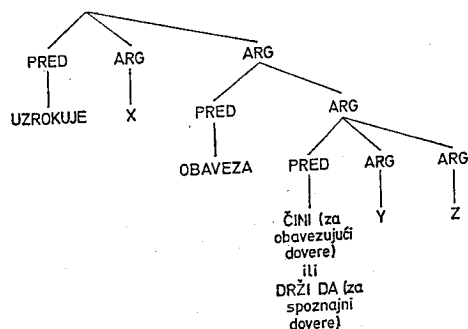 PRED ARG ARG
UZROKUJE X PRED ARG
OBAVEZA PRED ARG ARG
ČINI (za Y Z
obavezujući
dovere)
ili
DRŽI DA (za
spoznajni
dovere)